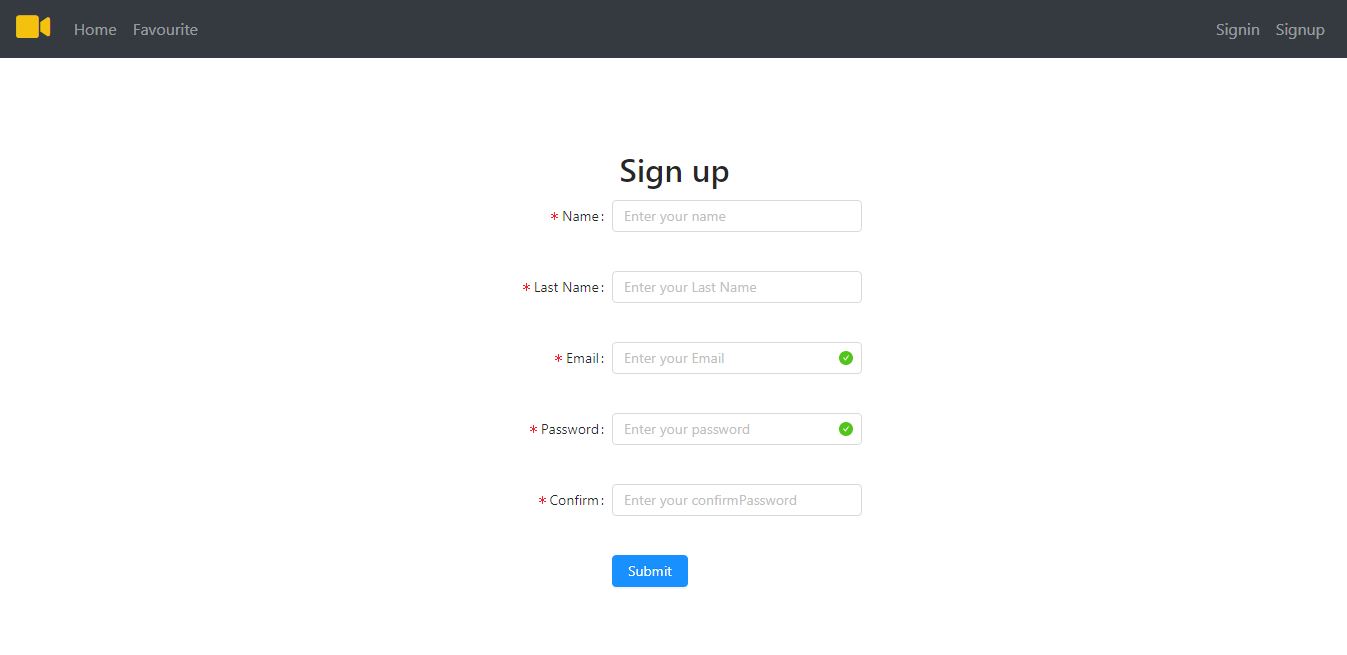 Home Favourite Signin Signup
Sign up
* Name: Enter your name
* Last Name: Enter your Last Name
* Email: Enter your Email
* Password: Enter your password
* Confirm: Enter your confirmPassword
Submit